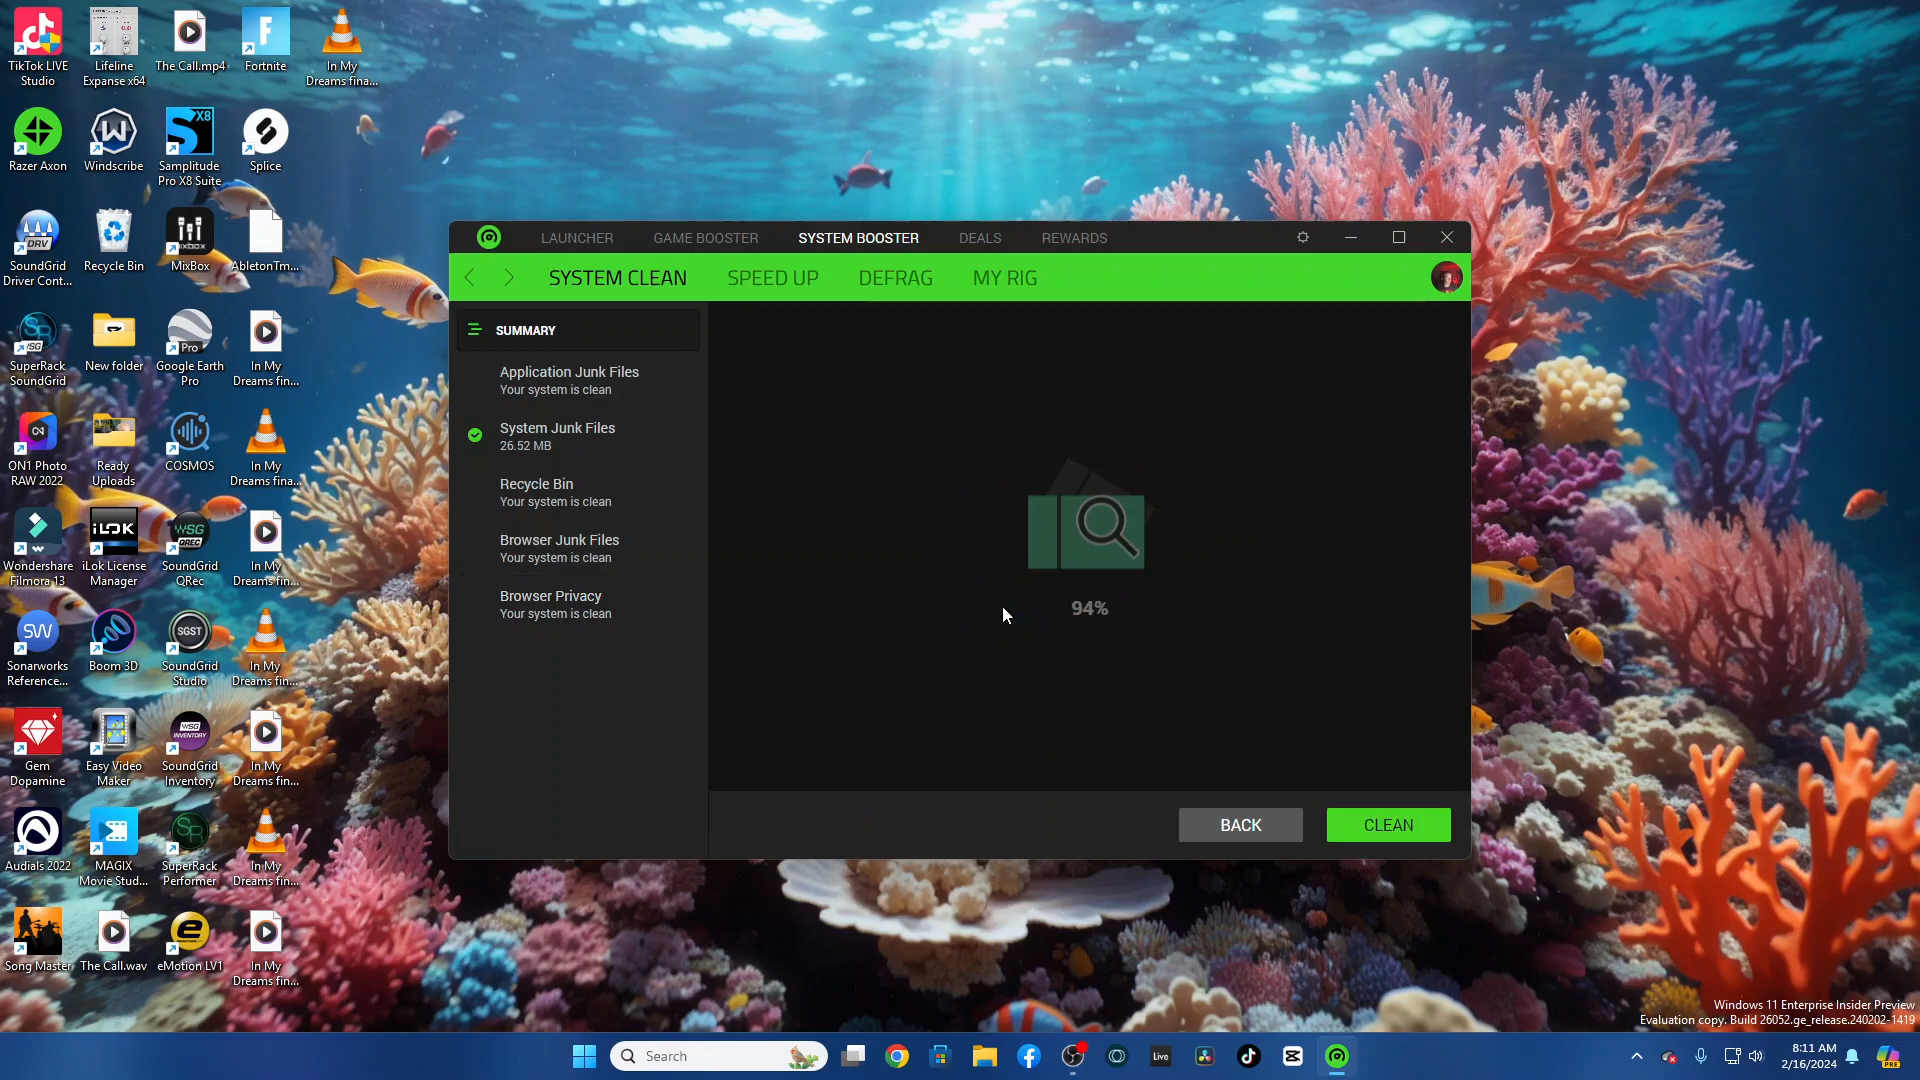 TikTok LIVE
Studio
Lifeline
Expanse x64
The Call.mp4
Fortnite
In My
Dreams fina...
Razer Axon
Windscribe
Samplitude
Pro X8 Suite
Splice
SoundGrid
Driver Cont...
Recycle Bin
MixBox
AbletonTm...
SuperRack
SoundGrid
New folder
Google Earth
Pro
In My
Dreams fin...
ON1 Photo
RAW 2022
Ready
Uploads
COSMOS
In My
Dreams fina...
Wondershare
Filmora 13
iLok License
Manager
SoundGrid
QRec
In My
Dreams fin...
Sonarworks
Reference...
Boom 3D
SoundGrid
Studio
In My
Dreams fin...
Gem
Dopamine
Easy Video
Maker
SoundGrid
Inventory
In My
Dreams fin...
Audials 2022
MAGIX
Movie Stud...
SuperRack
Performer
In My
Dreams fin...
Song Master
The Call.wav
eMotion LV1
In My
Dreams fin...
LAUNCHER
GAME BOOSTER
SYSTEM BOOSTER
DEALS
REWARDS
SYSTEM CLEAN
SPEED UP
DEFRAG
MY RIG
SUMMARY
Application Junk Files
Your system is clean
System Junk Files
26.52 MB
Recycle Bin
Your system is clean
Browser Junk Files
Your system is clean
Browser Privacy
Your system is clean
94%
BACK
CLEAN
Windows 11 Enterprise Insider Preview
Evaluation copy. Build 26052.ge_release.240202-1419
Search
Live
8:11 AM
2/16/2024